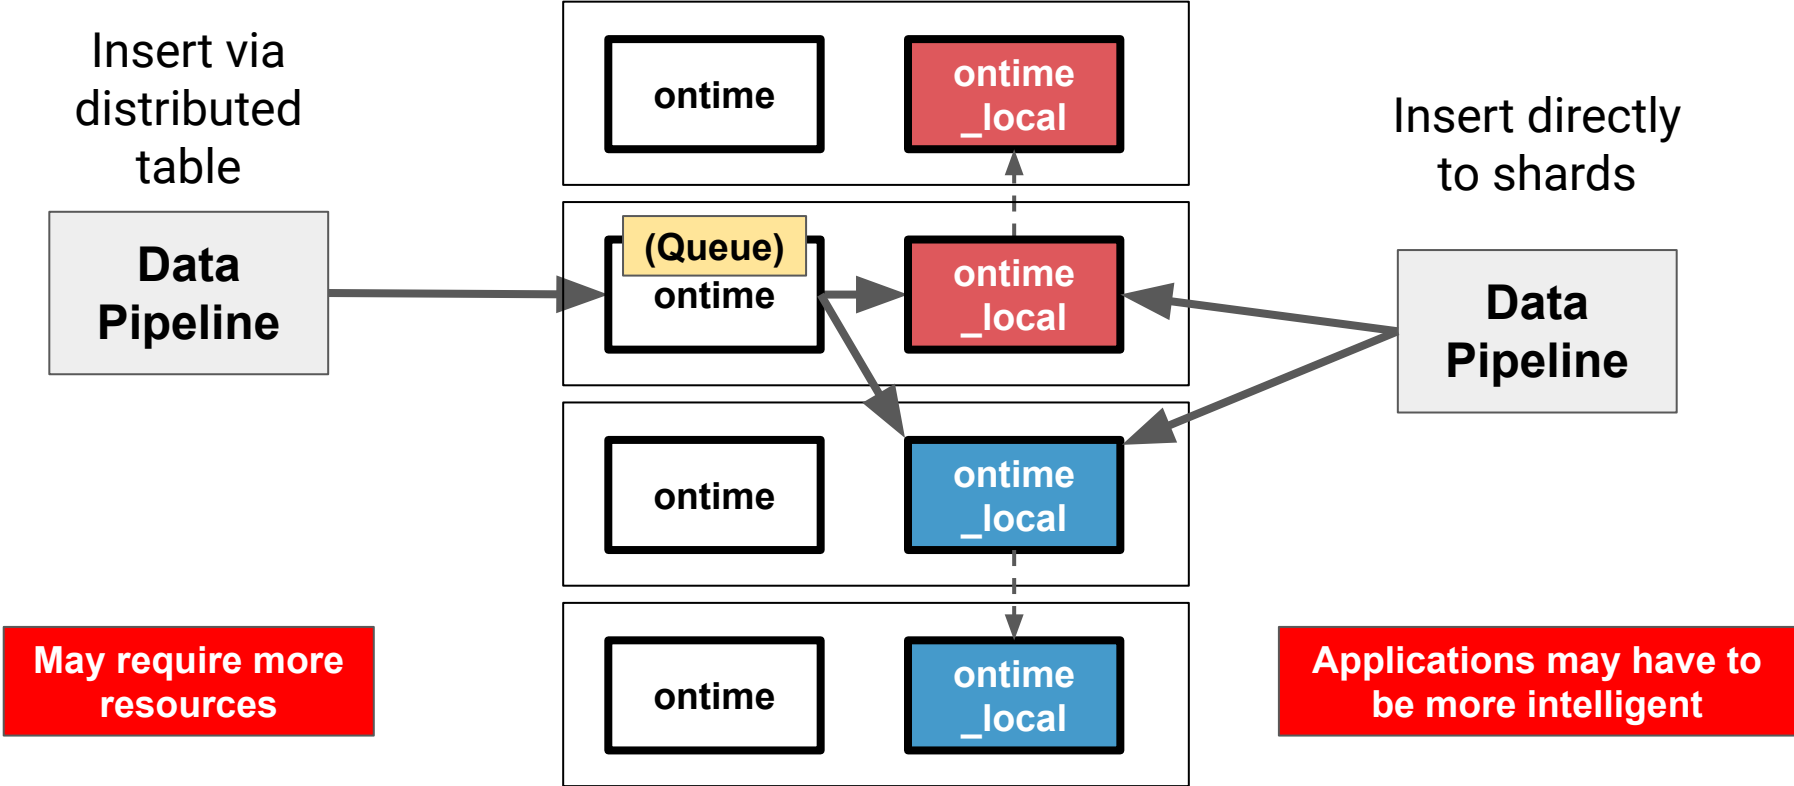 Insert via
distributed
table
Data
Pipeline
May require more
resources
ontime
ontime
_local
(Queue)
ontime
ontime
_local
ontime
ontime
_local
ontime
ontime
_local
Insert directly
to shards
Data
Pipeline
Applications may have to
be more intelligent